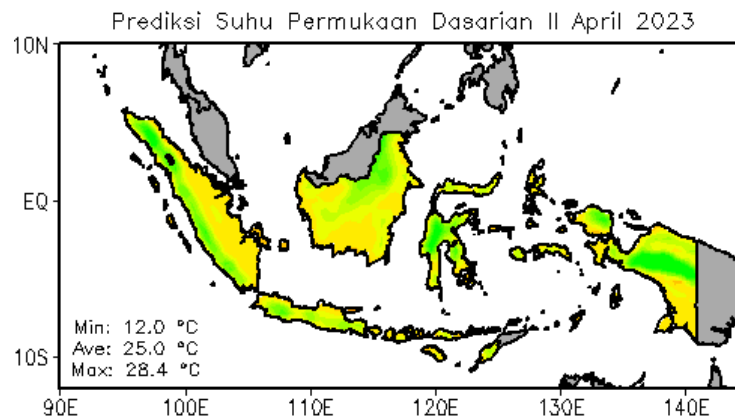 Prediksi Suhu Permukaan Dasarian II April 2023
10N
EQ
10S
Min: 12.0 °C
Ave: 25.0 °C
Max: 28.4 °C
90E 100E 110E 120E 130E 140E